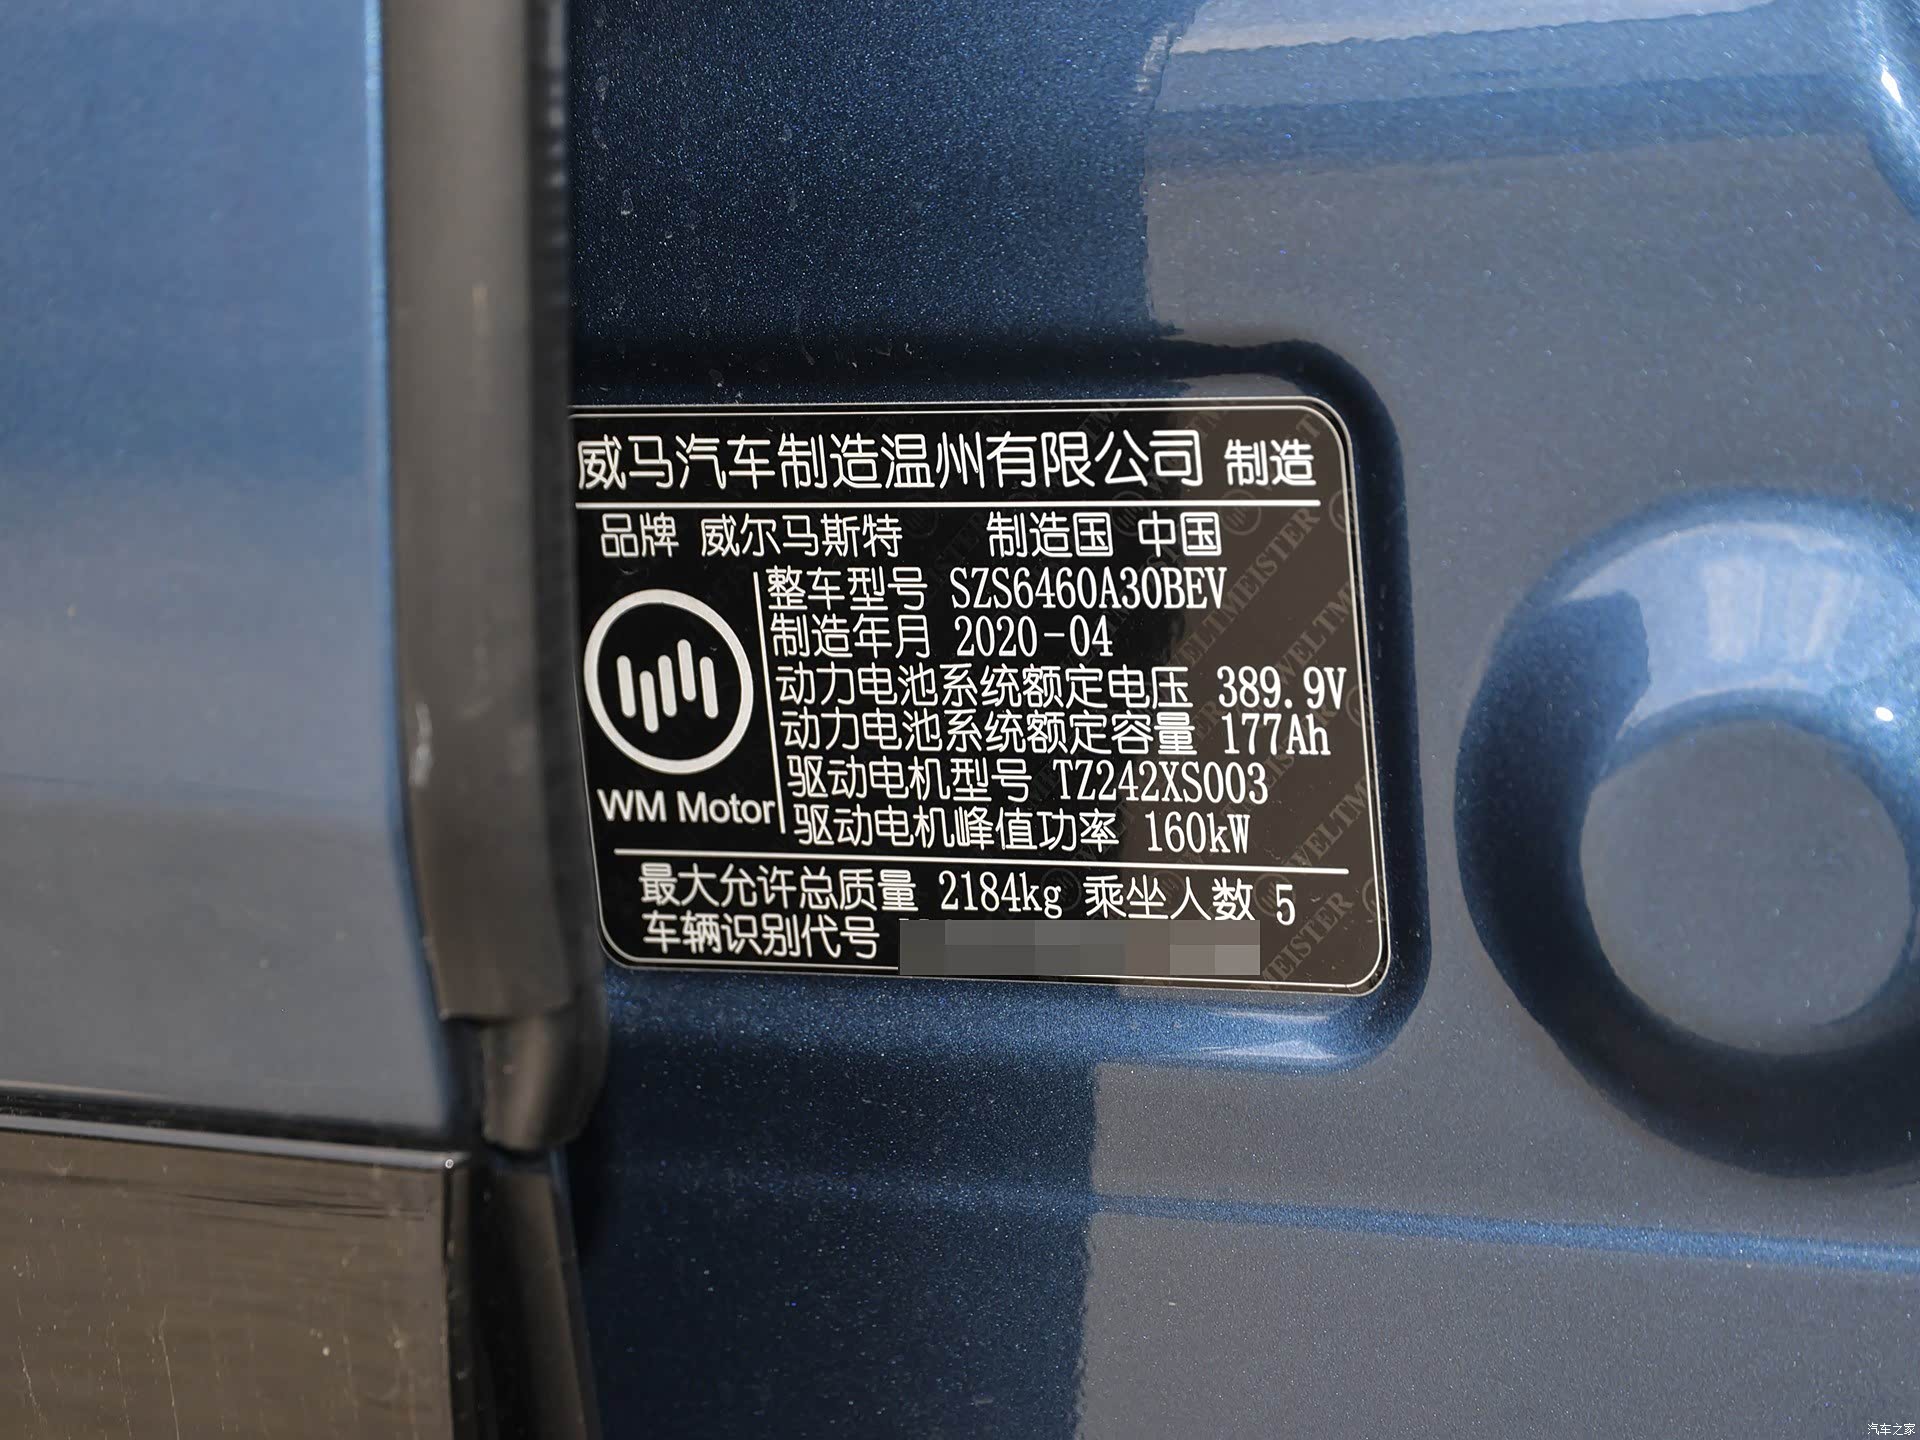 威马汽车制造温州有限公司 制造
品牌 威尔马斯特 制造国 中国
整车型号 SZS6460A30BEV
制造年月 2020-04
动力电池系统额定电压 389.9V
动力电池系统额定容量 177Ah
驱动电机型号 TZ242XS003
驱动电机峰值功率 160kW
WM Motor
最大允许总质量 2184kg 乘坐人数 5
车辆识别代号
汽车之家